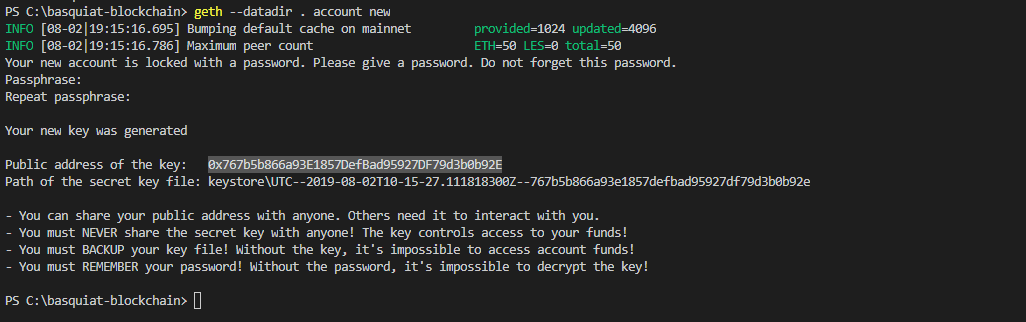 PS C:\basquiat-blockchain> geth --datadir . account new
INFO [08-02|19:15:16.695] Bumping default cache on mainnet provided=1024 updated=4096
INFO [08-02|19:15:16.786] Maximum peer count ETH=50 LES=0 total=50
Your new account is locked with a password. Please give a password. Do not forget this password.
Passphrase:
Repeat passphrase:
Your new key was generated
Public address of the key: 0x767b5b866a93E1857DefBad95927DF79d3b0b92E
Path of the secret key file: keystore\UTC--2019-08-02T10-15-27.111818300Z--767b5b866a93e1857defbad95927df79d3b0b92e
- You can share your public address with anyone. Others need it to interact with you.
- You must NEVER share the secret key with anyone! The key controls access to your funds!
- You must BACKUP your key file! Without the key, it's impossible to access account funds!
- You must REMEMBER your password! Without the password, it's impossible to decrypt the key!
PS C:\basquiat-blockchain>